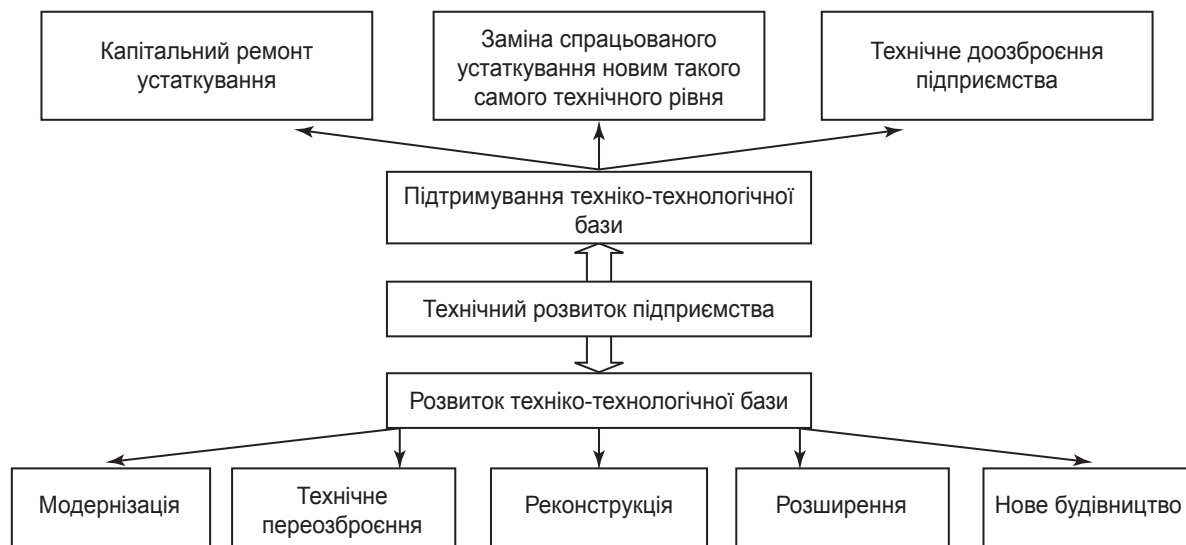 Капітальний ремонт
устаткування
Заміна спрацьованого
устаткування новим такого
самого технічного рівня
Технічне доозброєння
підприємства
Підтримування техніко-технологічної
бази
Технічний розвиток підприємства
Розвиток техніко-технологічної бази
Модернізація
Технічне
переозброєння
Реконструкція
Розширення
Нове будівництво